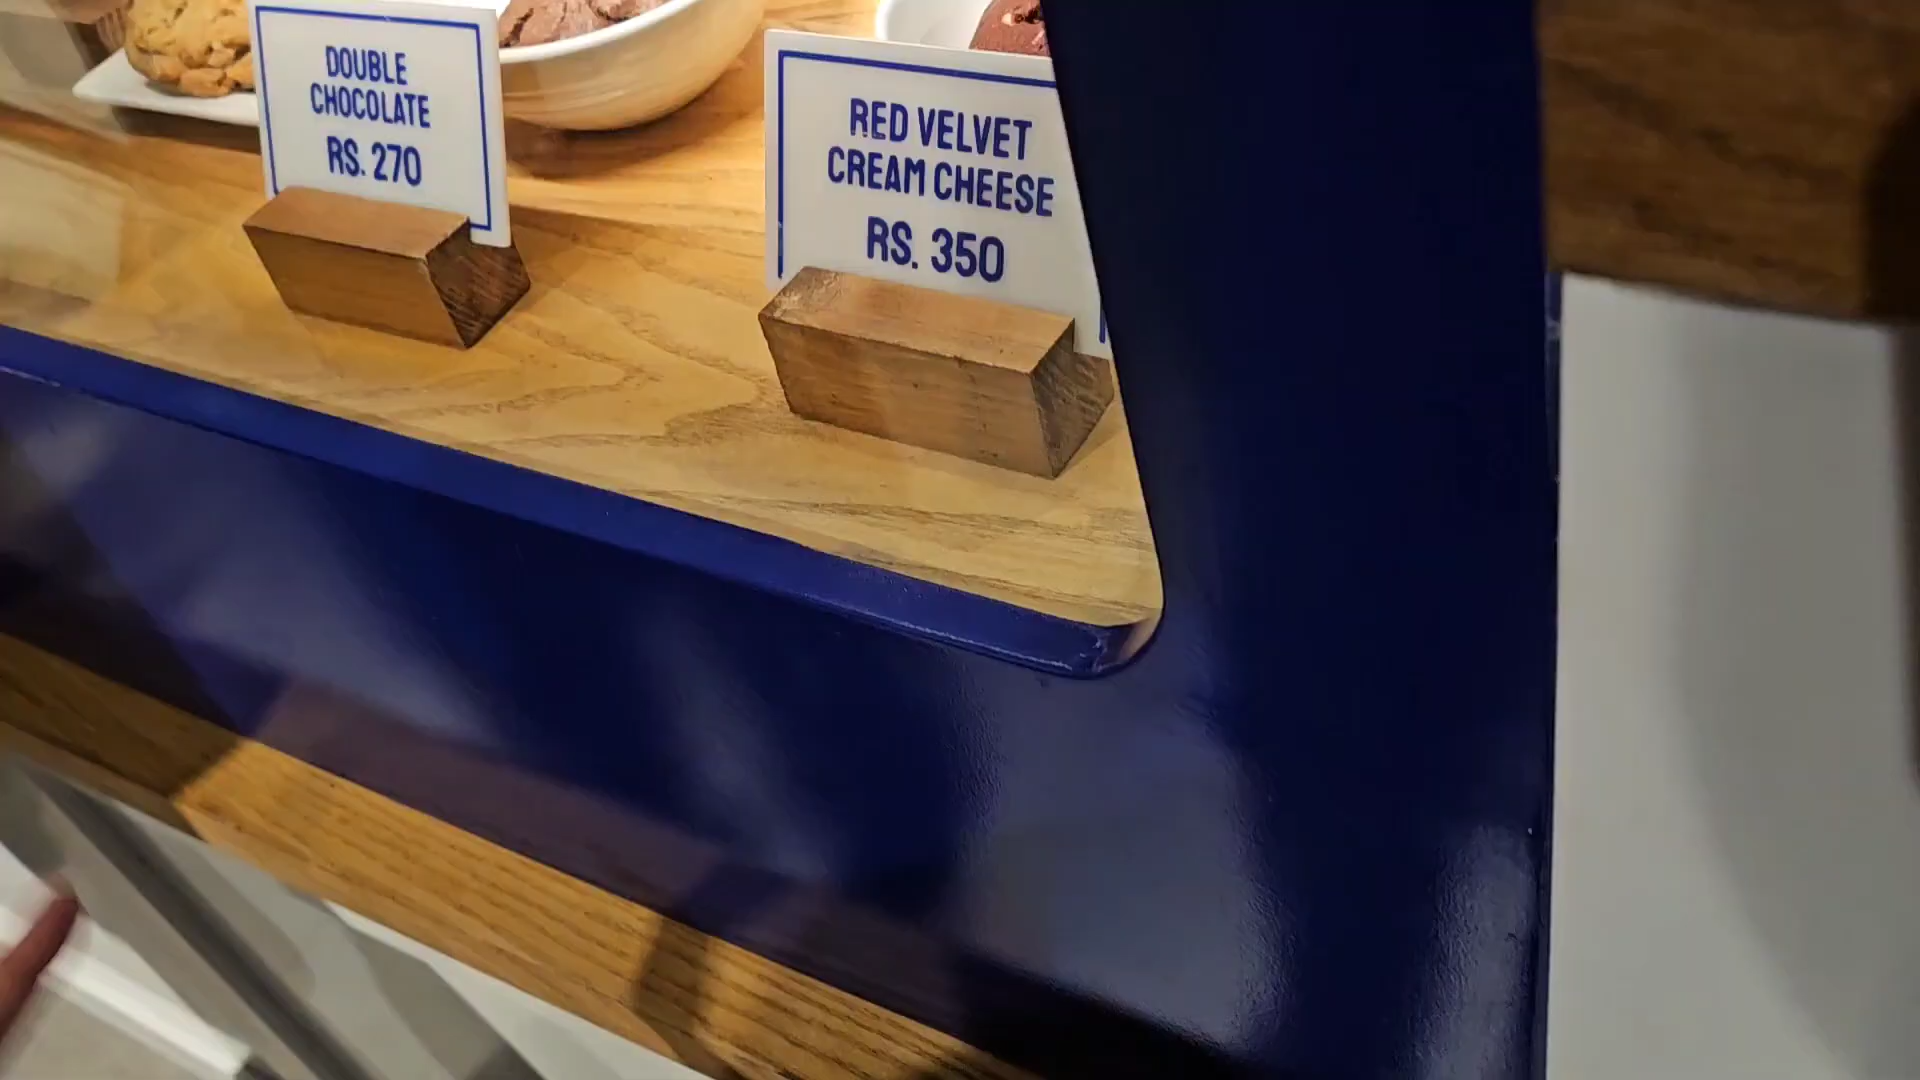 DOUBLE
CHOCOLATE
RS. 270
RED VELVET
CREAM CHEESE
RS. 350